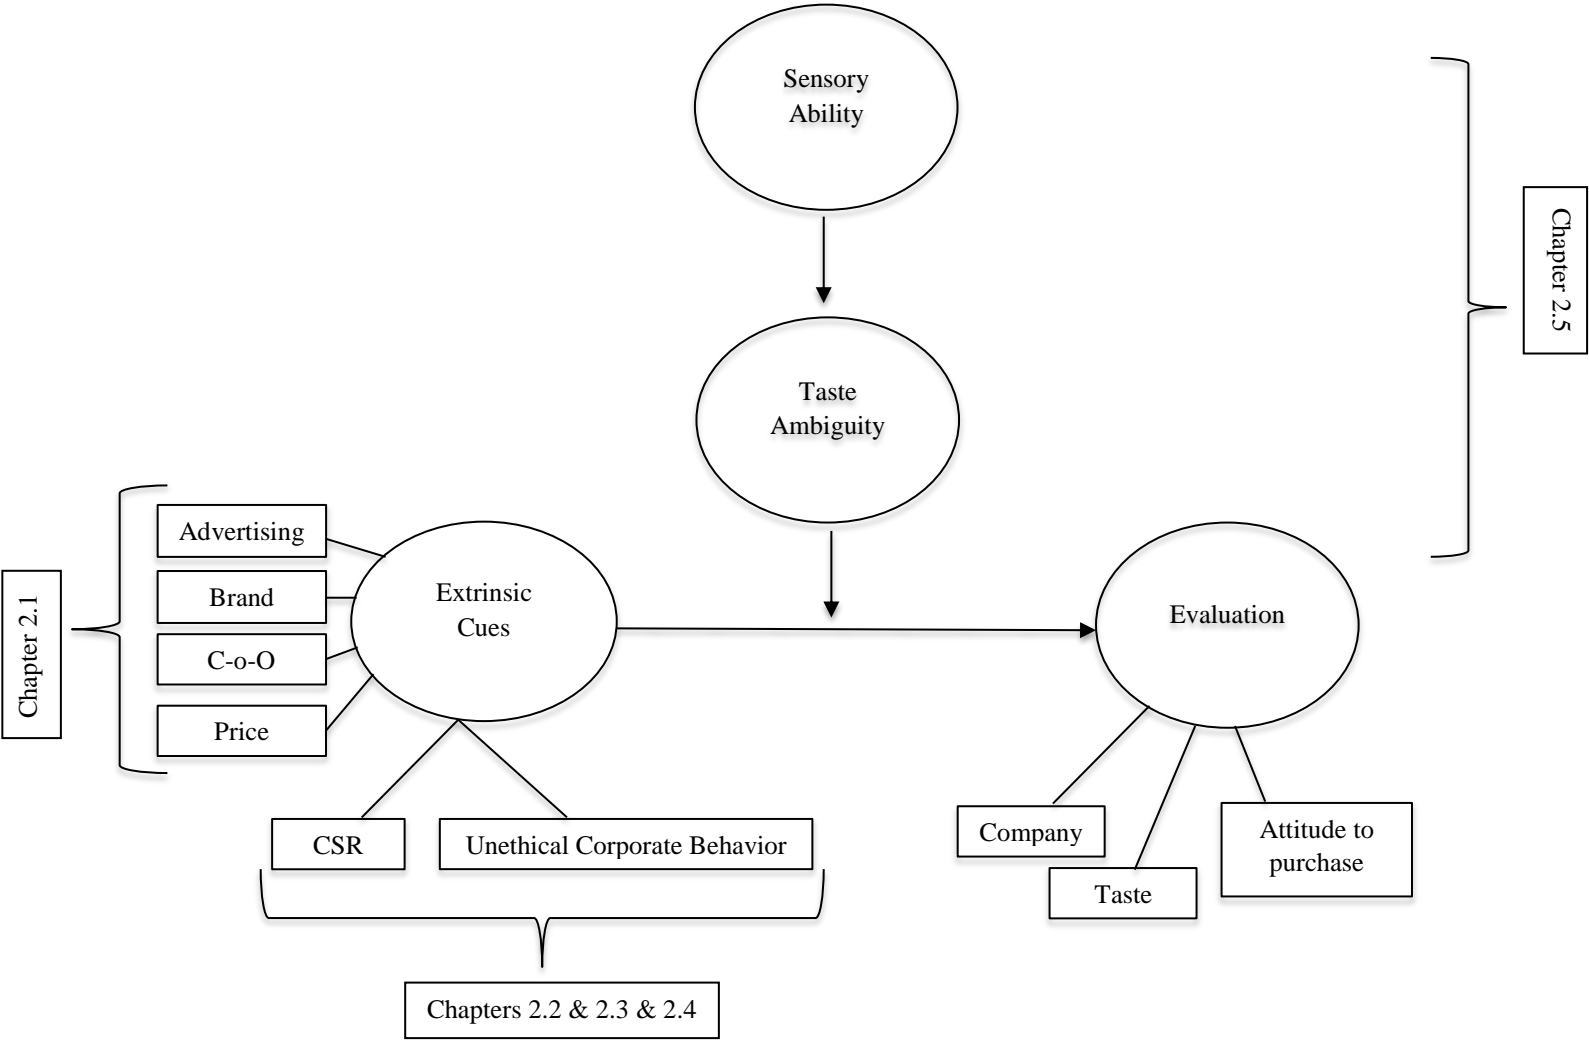 Sensory
Ability
Chapter 2.5
Taste
Ambiguity
Chapter 2.1
Advertising
Brand
C-o-O
Price
Extrinsic
Cues
Evaluation
CSR
Unethical Corporate Behavior
Company
Taste
Attitude to
purchase
Chapters 2.2 & 2.3 & 2.4